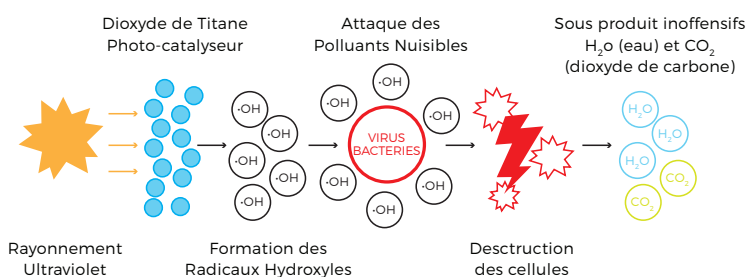 Dioxyde de Titane
Photo-catalyseur
Attaque des
Polluants Nuisibles
Sous produit inoffensifs
H₂o (eau) et CO₂
(dioxyde de carbone)
·OH
·OH
·OH
·OH
·OH
·OH
·OH
·OH
·OH
·OH
·OH
VIRUS
BACTERIES
H₂O
H₂O
H₂O
CO₂
CO₂
Rayonnement
Ultraviolet
Formation des
Radicaux Hydroxyles
Desctruction
des cellules